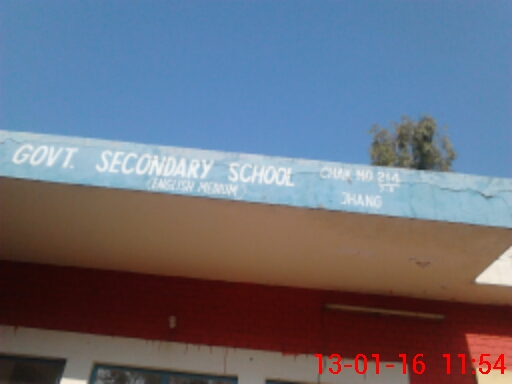 GOVT. SECONDARY SCHOOL
(ENGLISH MEDIUM)
CHAK NO 214
JHANG
13-01-16 11:54